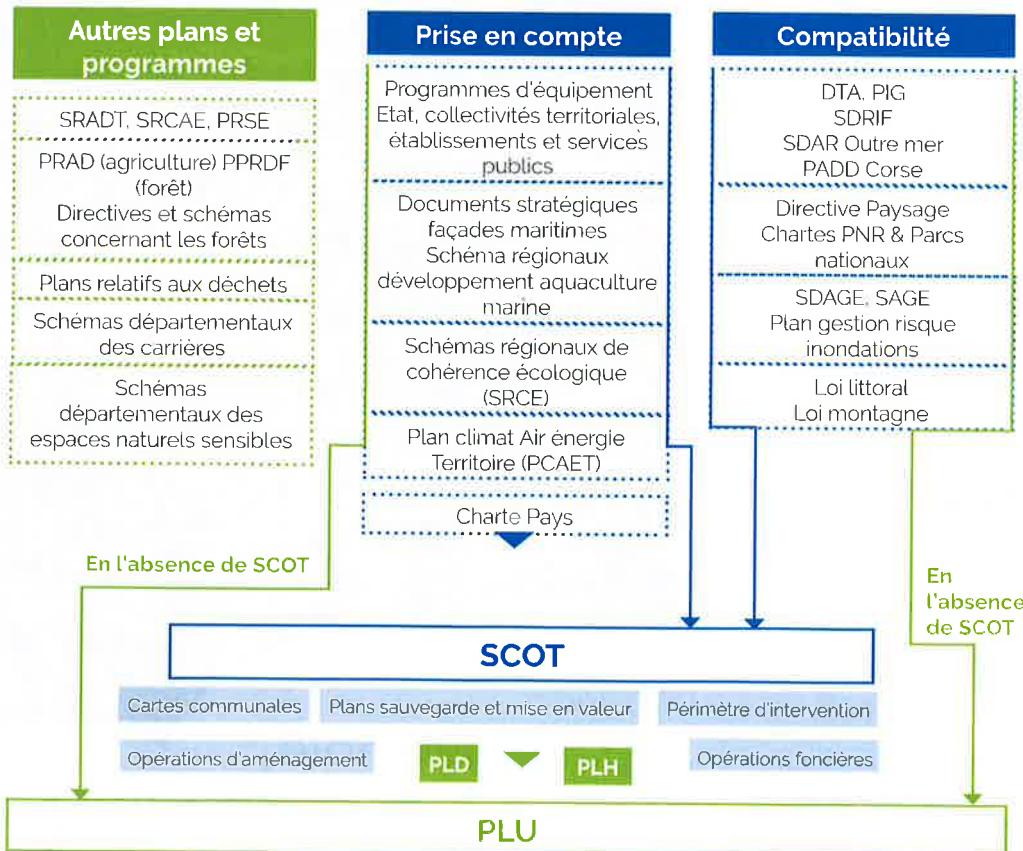 Autres plans et
programmes
SRADT, SRCAE, PRSE
PRAD (agriculture) PPRDF
(forêt)
Directives et schémas
concernant les forêts
Plans relatifs aux déchets
Schémas départementaux
des carrières
Schémas
départementaux des
espaces naturels sensibles
Prise en compte
Programmes d'équipement
Etat, collectivités territoriales,
établissements et services
publics
Documents stratégiques
façades maritimes
Schéma régionaux
développement aquaculture
marine
Schémas régionaux de
cohérence écologique
(SRCE)
Plan climat Air énergie
Territoire (PCAET)
Charte Pays
Compatibilité
DTA, PIG
SDRIF
SDAR Outre mer
PADD Corse
Directive Paysage
Chartes PNR & Parcs
nationaux
SDAGE, SAGE
Plan gestion risque
inondations
Loi littoral
Loi montagne
En l'absence de SCOT
En
l'absence
de SCOT
SCOT
Cartes communales
Plans sauvegarde et mise en valeur
Périmètre d'intervention
Opérations d'aménagement
PLD
PLH
Opérations foncières
PLU